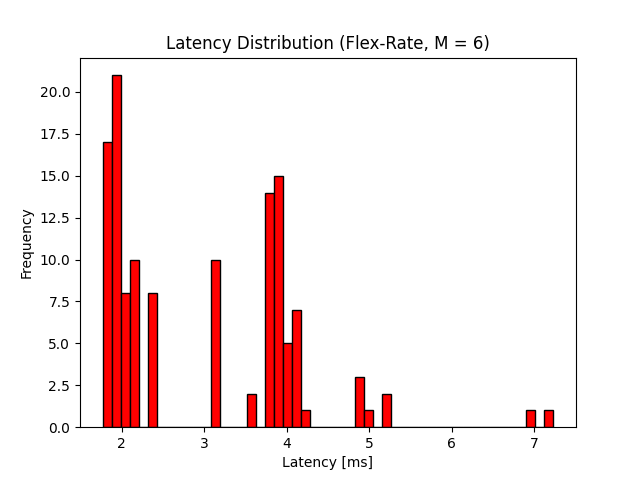 Latency Distribution (Flex-Rate, M = 6)
20.0
17.5
15.0
12.5
10.0
7.5
5.0
2.5
0.0
Frequency
2 3 4 5 6 7
Latency [ms]